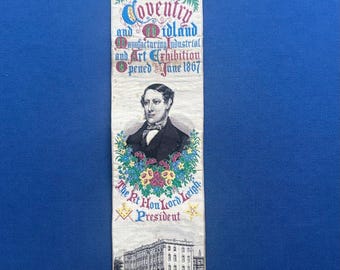 Coventry
and Midland
Manufacturing Industrial
and Art Exhibition
Opened June 1867
The Rt Hon Lord Leigh
President